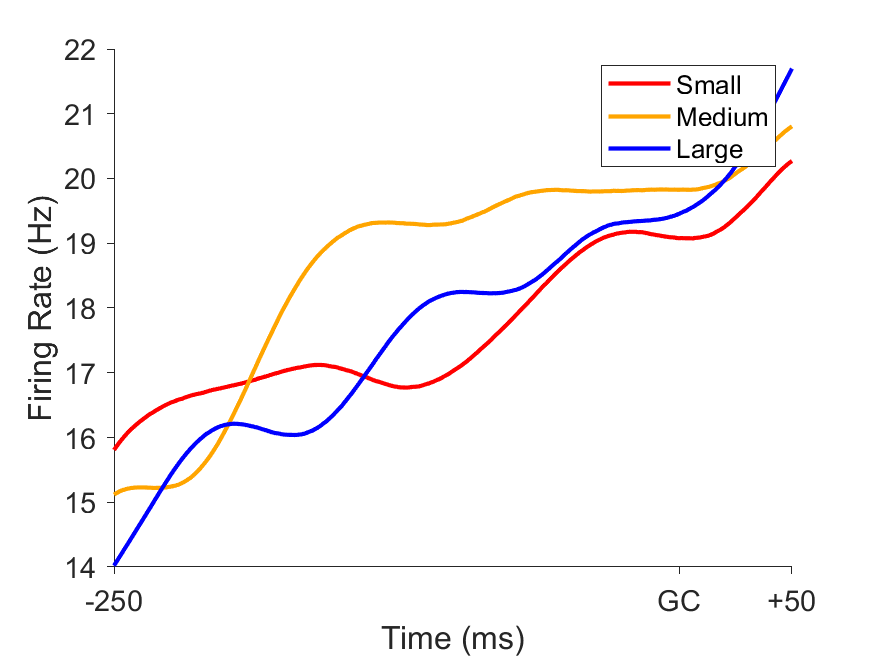 22
21
20
19
18
17
16
15
14
Firing Rate (Hz)
Small
Medium
Large
-250
GC
+50
Time (ms)